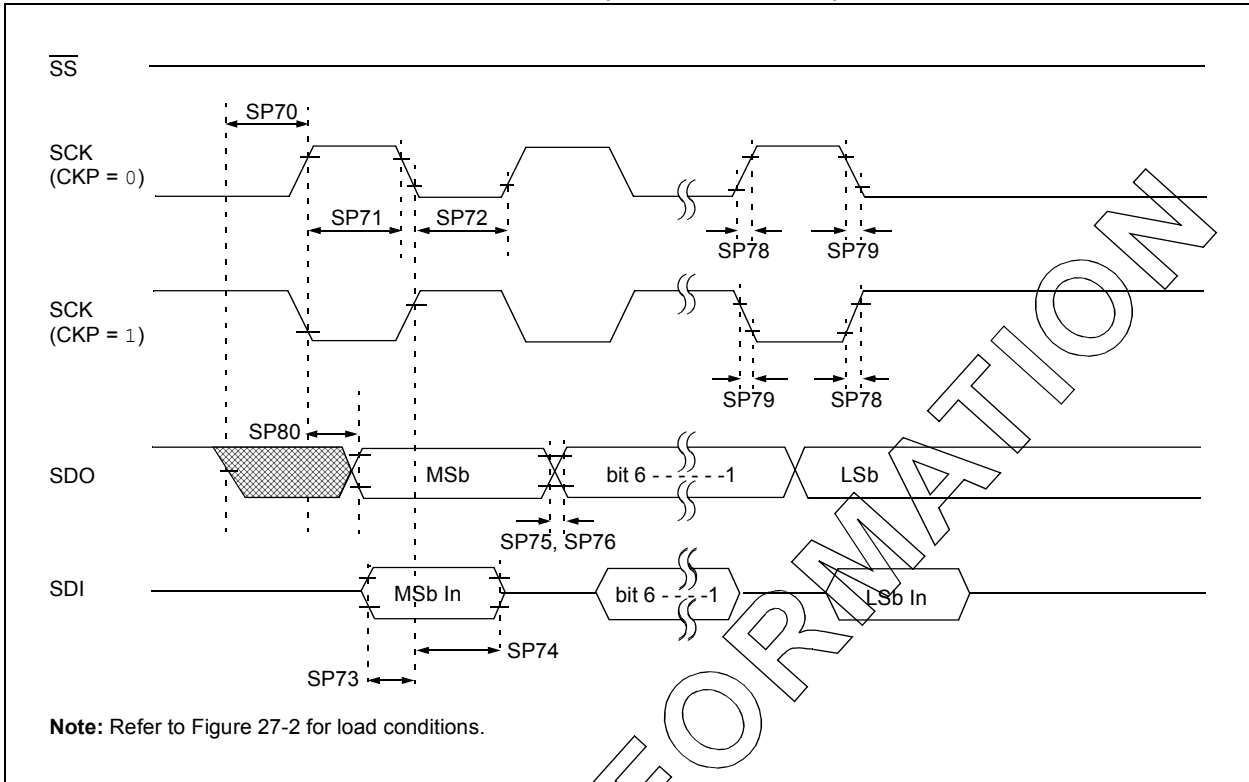 SS
SP70
SCK
(CKP = 0)
SP71
SP72
SP78
SP79
SCK
(CKP = 1)
SP79
SP78
SP80
SDO
MSb
bit 6 - - - - - -1
LSb
SP75, SP76
SDI
MSb In
bit 6 - - - -1
LSb In
SP74
SP73
Note: Refer to Figure 27-2 for load conditions.
FORMATION